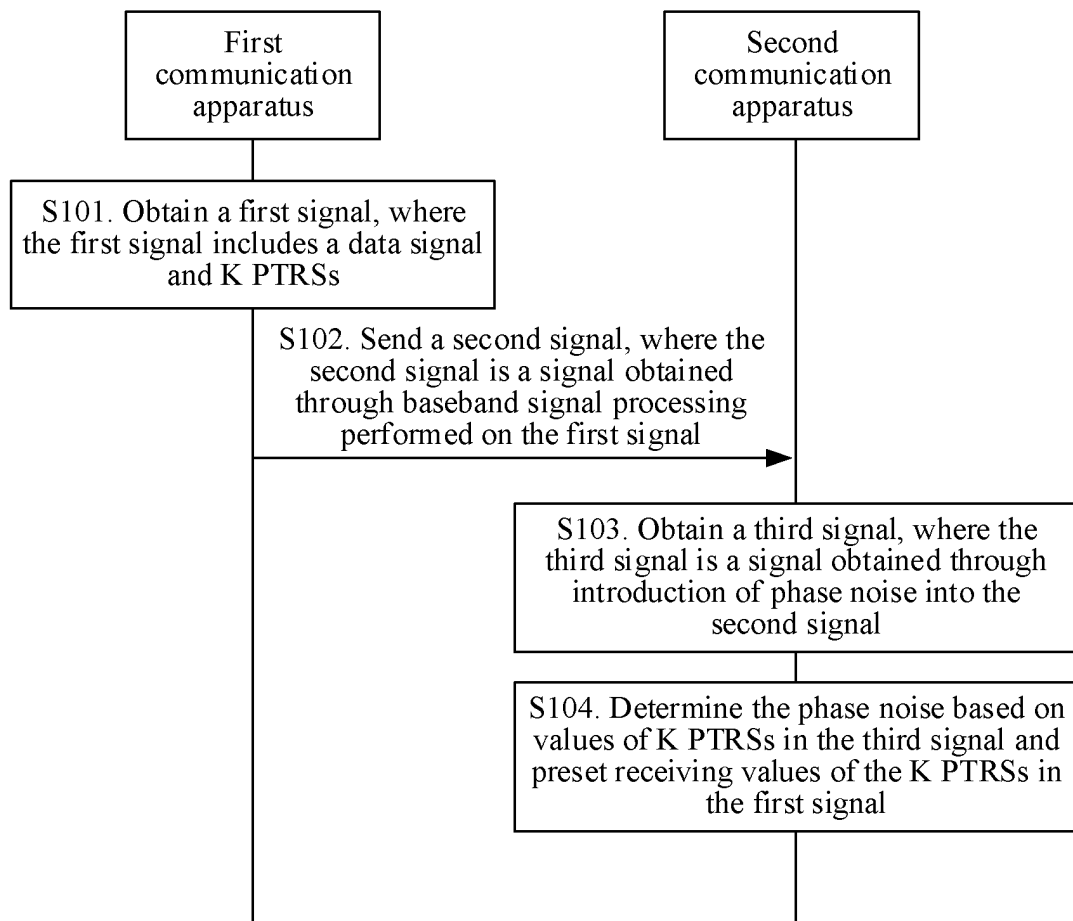 First
communication
apparatus
Second
communication
apparatus
S101. Obtain a first signal, where
the first signal includes a data signal
and K PTRSs
S102. Send a second signal, where the
second signal is a signal obtained
through baseband signal processing
performed on the first signal
S103. Obtain a third signal, where the
third signal is a signal obtained through
introduction of phase noise into the
second signal
S104. Determine the phase noise based on
values of K PTRSs in the third signal and
preset receiving values of the K PTRSs in
the first signal